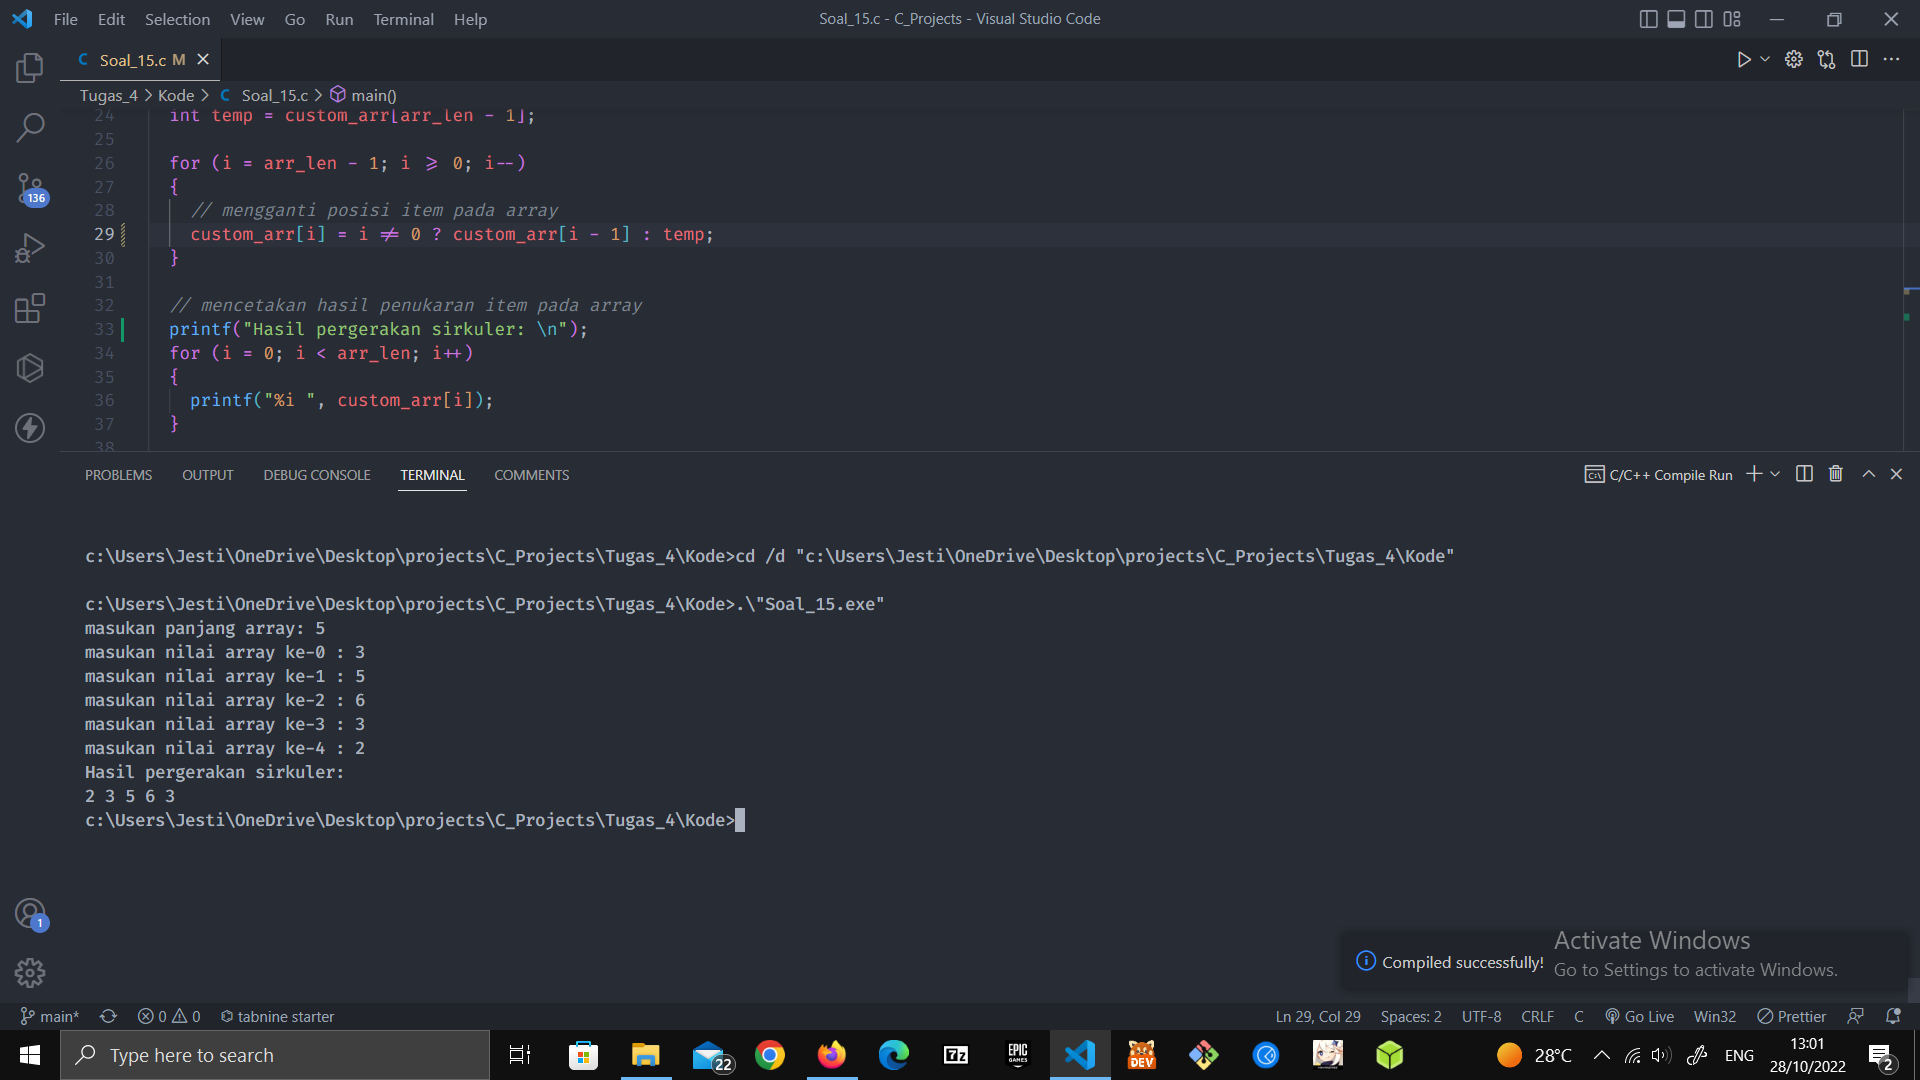 File Edit Selection View Go Run Terminal Help
Soal_15.c - C_Projects - Visual Studio Code
C Soal_15.c M
Tugas_4 > Kode > C Soal_15.c > main()
24 int temp = custom_arr[arr_len - 1];
25
26 for (i = arr_len - 1; i >= 0; i--)
27 {
28 // mengganti posisi item pada array
29 custom_arr[i] = i != 0 ? custom_arr[i - 1] : temp;
30 }
31
32 // mencetakan hasil penukaran item pada array
33 printf("Hasil pergerakan sirkuler: \n");
34 for (i = 0; i < arr_len; i++)
35 {
36 printf("%i ", custom_arr[i]);
37 }
38
136
PROBLEMS OUTPUT DEBUG CONSOLE TERMINAL COMMENTS
C/C++ Compile Run
c:\Users\Jesti\OneDrive\Desktop\projects\C_Projects\Tugas_4\Kode>cd /d "c:\Users\Jesti\OneDrive\Desktop\projects\C_Projects\Tugas_4\Kode"
c:\Users\Jesti\OneDrive\Desktop\projects\C_Projects\Tugas_4\Kode>.\"Soal_15.exe"
masukan panjang array: 5
masukan nilai array ke-0 : 3
masukan nilai array ke-1 : 5
masukan nilai array ke-2 : 6
masukan nilai array ke-3 : 3
masukan nilai array ke-4 : 2
Hasil pergerakan sirkuler:
2 3 5 6 3
c:\Users\Jesti\OneDrive\Desktop\projects\C_Projects\Tugas_4\Kode>
1
Activate Windows
Compiled successfully!
Go to Settings to activate Windows.
main* 0 0 tabnine starter
Ln 29, Col 29 Spaces: 2 UTF-8 CRLF C Go Live Win32 Prettier
Type here to search
22
7z
EPIC GAMES
DEV
28°C
ENG
13:01
28/10/2022
2